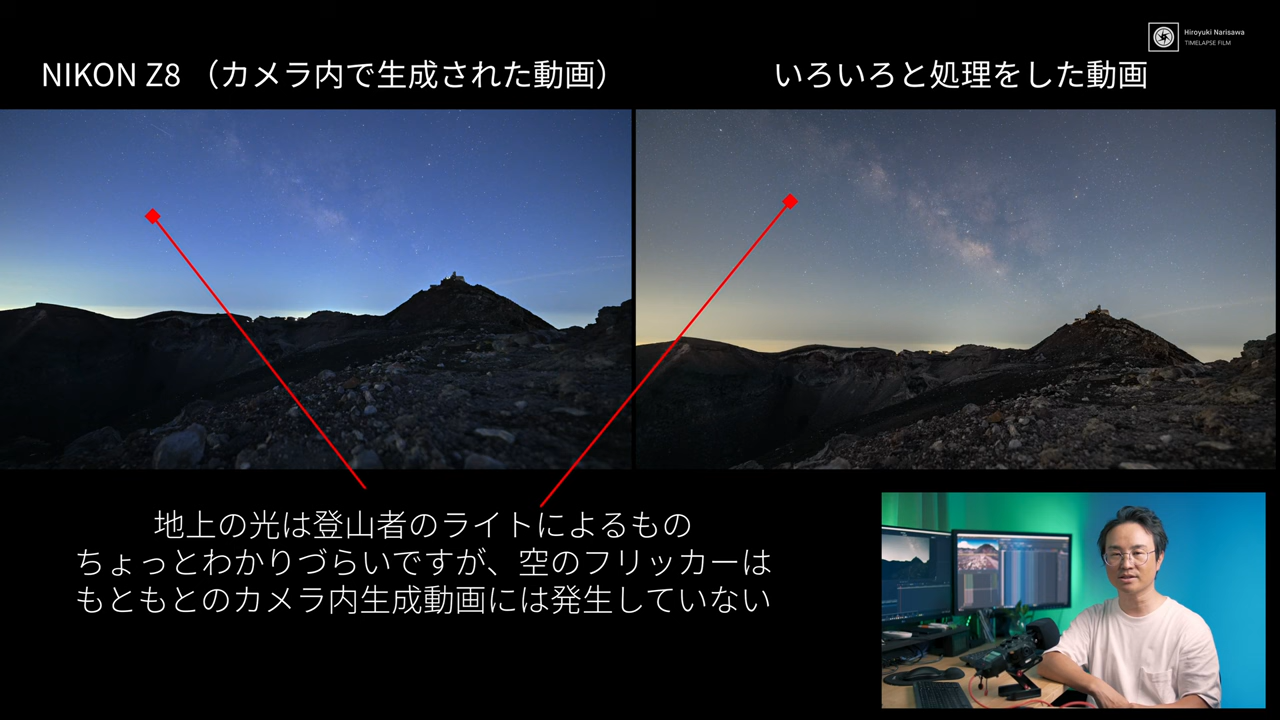 Hiroyuki Narisawa
TIMELAPSE FILM
NIKON Z8 （カメラ内で生成された動画）
いろいろと処理をした動画
地上の光は登山者のライトによるもの
ちょっとわかりづらいですが、空のフリッカーは
もともとのカメラ内生成動画には発生していない